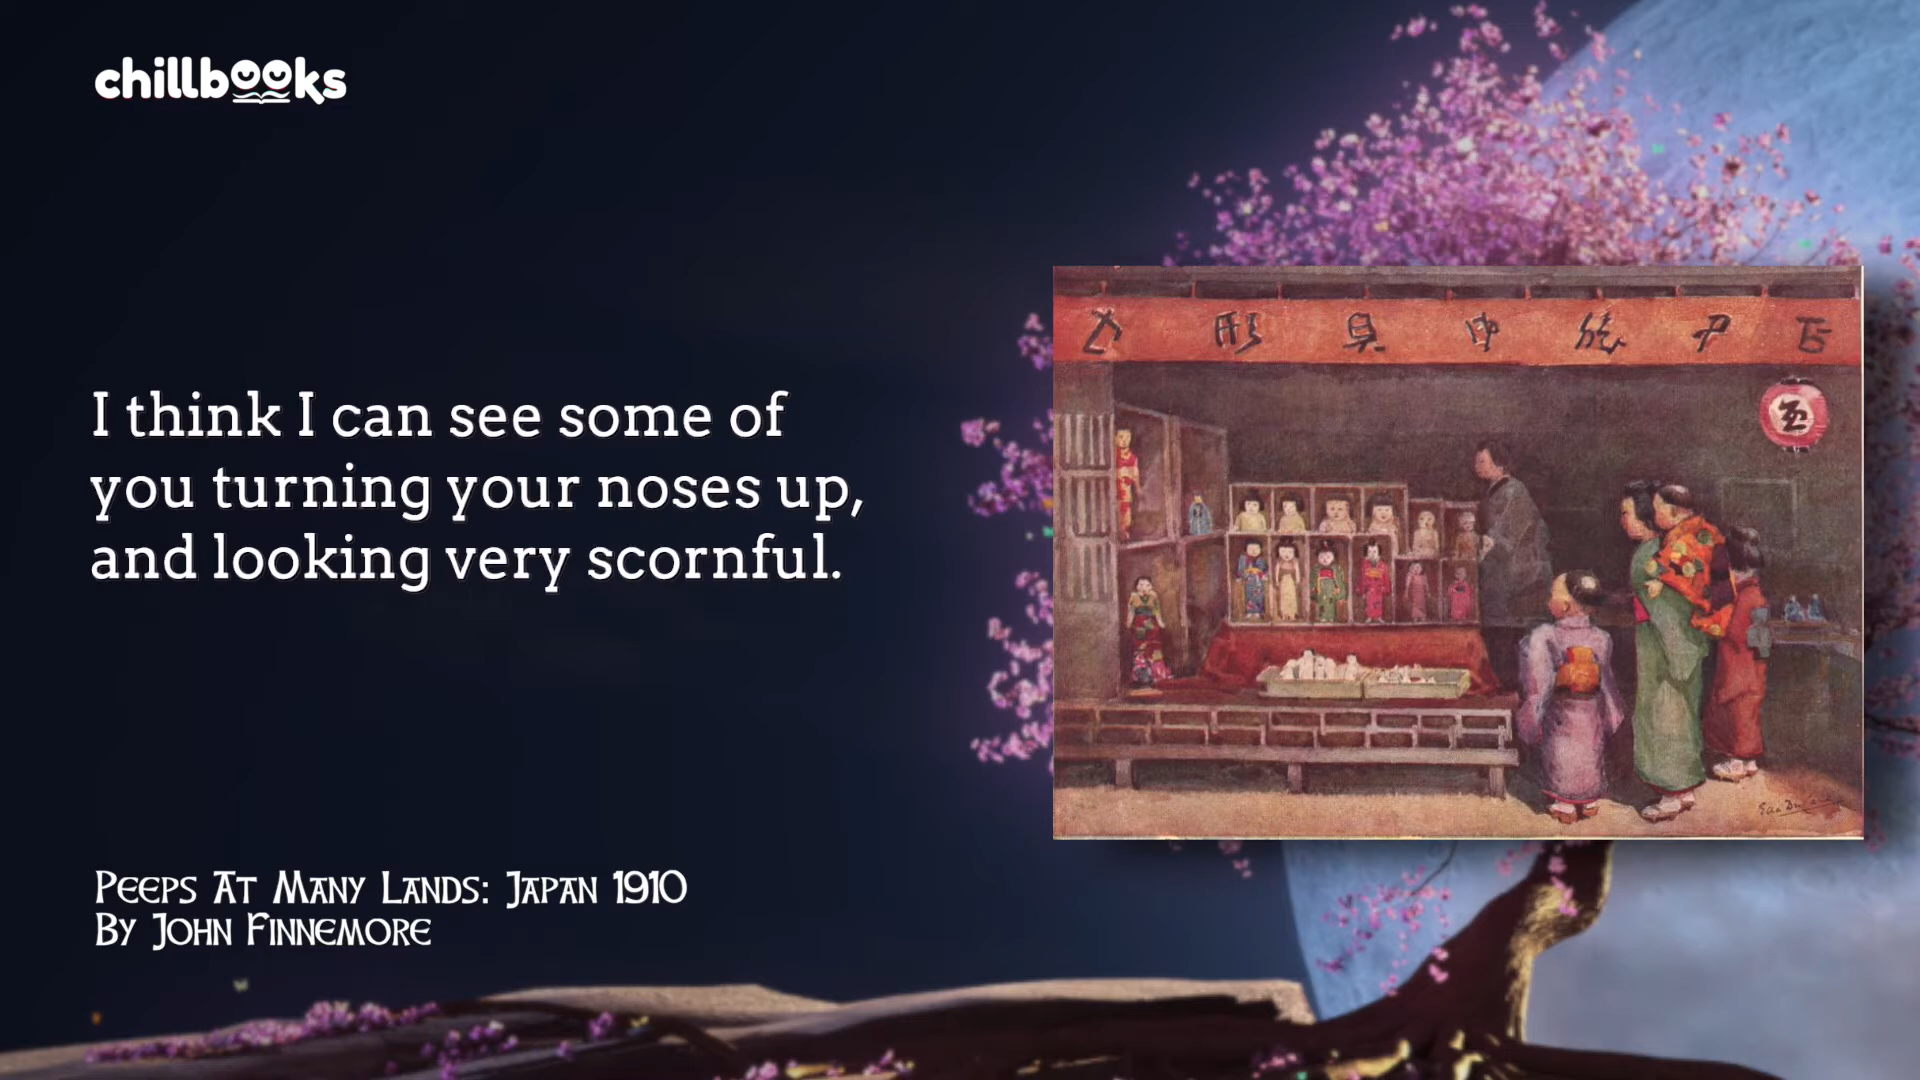 chillbooks
I think I can see some of
you turning your noses up,
and looking very scornful.
Peeps At Many Lands: Japan 1910
By John Finnemore